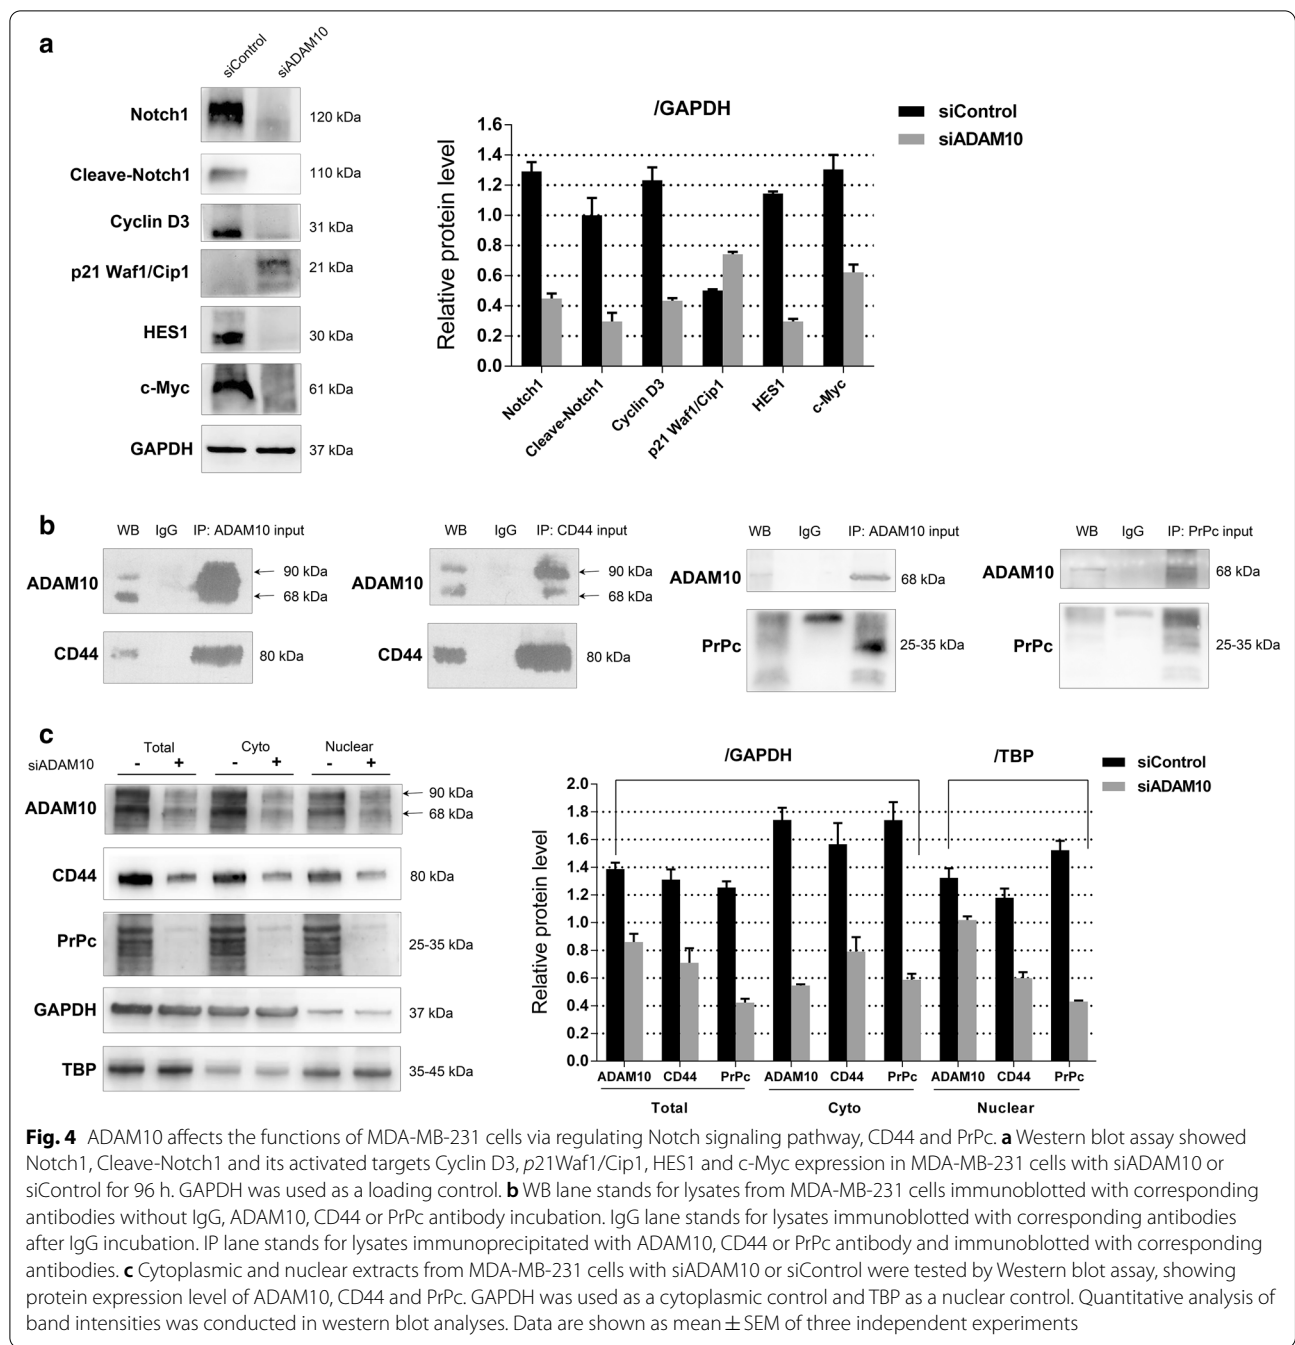 a
siControl
siADAM10
Notch1
120 kDa
Cleave-Notch1
110 kDa
Cyclin D3
31 kDa
p21 Waf1/Cip1
21 kDa
HES1
30 kDa
c-Myc
61 kDa
GAPDH
37 kDa
/GAPDH
siControl
siADAM10
Relative protein level
1.6
1.4
1.2
1.0
0.8
0.6
0.4
0.2
0.0
Notch1
Cleave-Notch1
Cyclin D3
p21 Waf1/Cip1
HES1
c-Myc
b
WB IgG IP: ADAM10 input
ADAM10
90 kDa
68 kDa
CD44
80 kDa
WB IgG IP: CD44 input
ADAM10
90 kDa
68 kDa
CD44
80 kDa
WB IgG IP: ADAM10 input
ADAM10
68 kDa
PrPc
25-35 kDa
WB IgG IP: PrPc input
ADAM10
68 kDa
PrPc
25-35 kDa
c
Total Cyto Nuclear
siADAM10 - + - + - +
ADAM10
90 kDa
68 kDa
CD44
80 kDa
PrPc
25-35 kDa
GAPDH
37 kDa
TBP
35-45 kDa
/GAPDH
/TBP
siControl
siADAM10
Relative protein level
2.0
1.8
1.6
1.4
1.2
1.0
0.8
0.6
0.4
0.2
0.0
ADAM10 CD44 PrPc ADAM10 CD44 PrPc ADAM10 CD44 PrPc
Total Cyto Nuclear
Fig. 4 ADAM10 affects the functions of MDA-MB-231 cells via regulating Notch signaling pathway, CD44 and PrPc. a Western blot assay showed
Notch1, Cleave-Notch1 and its activated targets Cyclin D3, p21Waf1/Cip1, HES1 and c-Myc expression in MDA-MB-231 cells with siADAM10 or
siControl for 96 h. GAPDH was used as a loading control. b WB lane stands for lysates from MDA-MB-231 cells immunoblotted with corresponding
antibodies without IgG, ADAM10, CD44 or PrPc antibody incubation. IgG lane stands for lysates immunoblotted with corresponding antibodies
after IgG incubation. IP lane stands for lysates immunoprecipitated with ADAM10, CD44 or PrPc antibody and immunoblotted with corresponding
antibodies. c Cytoplasmic and nuclear extracts from MDA-MB-231 cells with siADAM10 or siControl were tested by Western blot assay, showing
protein expression level of ADAM10, CD44 and PrPc. GAPDH was used as a cytoplasmic control and TBP as a nuclear control. Quantitative analysis of
band intensities was conducted in western blot analyses. Data are shown as mean ± SEM of three independent experiments